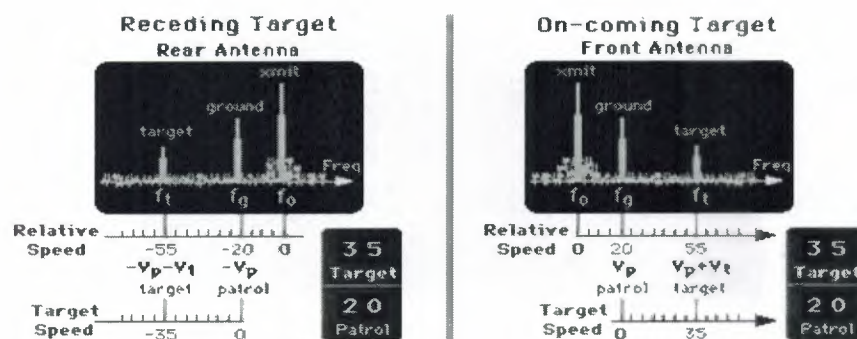 Receding Target
Rear Antenna
xmit
ground
target
Freq
ft
fg
fo
Relative
Speed
-55
-20
0
-Vp-Vt
-Vp
target
patrol
Target
Speed
-35
0
35
Target
20
Patrol
On-coming Target
Front Antenna
xmit
ground
target
Freq
fo
fg
ft
Relative
Speed
0
20
55
Vp
Vp+Vt
patrol
target
Target
Speed
0
35
35
Target
20
Patrol